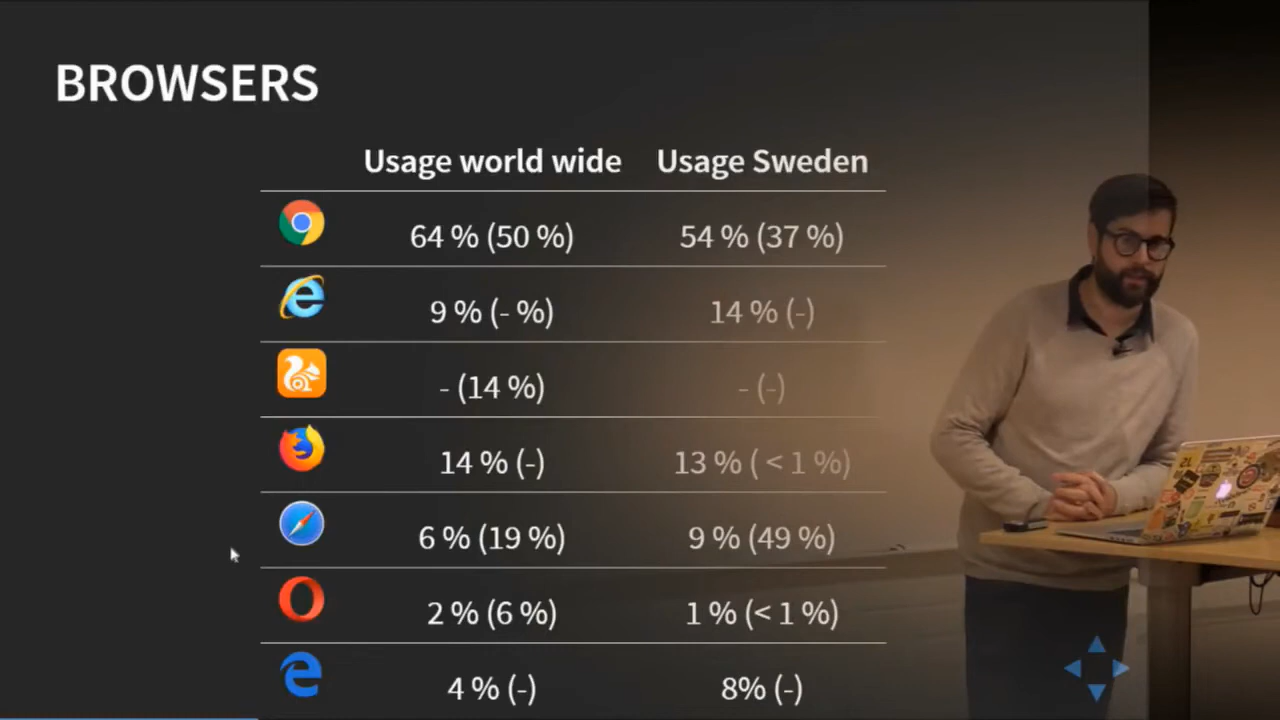 BROWSERS
Usage world wide Usage Sweden
64 % (50 %) 54 % (37 %)
9 % (- %) 14 % (-)
- (14 %) - (-)
14 % (-) 13 % ( < 1 %)
6 % (19 %) 9 % (49 %)
2 % (6 %) 1 % (< 1 %)
4 % (-) 8% (-)